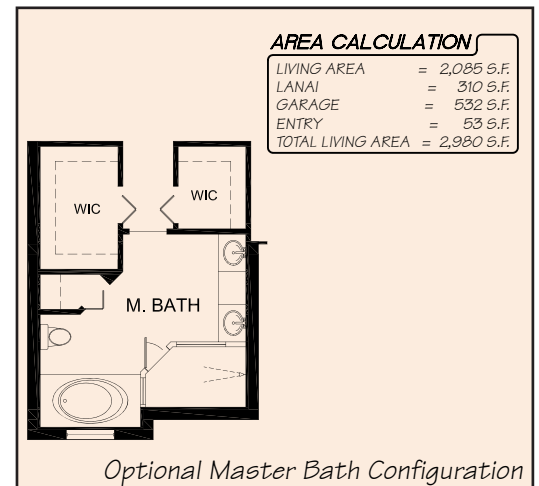 AREA CALCULATION
LIVING AREA = 2,085 S.F.
LANAI = 310 S.F.
GARAGE = 532 S.F.
ENTRY = 53 S.F.
TOTAL LIVING AREA = 2,980 S.F.
WIC WIC
M. BATH
Optional Master Bath Configuration